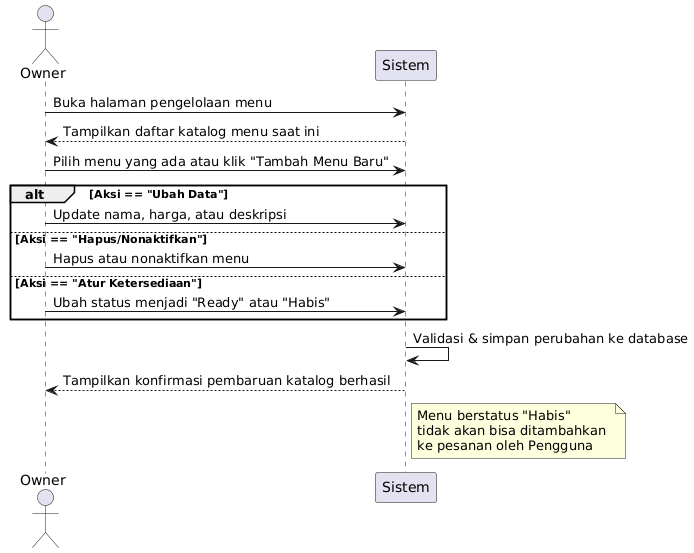 Owner
Sistem
Buka halaman pengelolaan menu
Tampilkan daftar katalog menu saat ini
Pilih menu yang ada atau klik "Tambah Menu Baru"
alt [Aksi == "Ubah Data"]
Update nama, harga, atau deskripsi
[Aksi == "Hapus/Nonaktifkan"]
Hapus atau nonaktifkan menu
[Aksi == "Atur Ketersediaan"]
Ubah status menjadi "Ready" atau "Habis"
Validasi & simpan perubahan ke database
Tampilkan konfirmasi pembaruan katalog berhasil
Menu berstatus "Habis"
tidak akan bisa ditambahkan
ke pesanan oleh Pengguna
Owner
Sistem